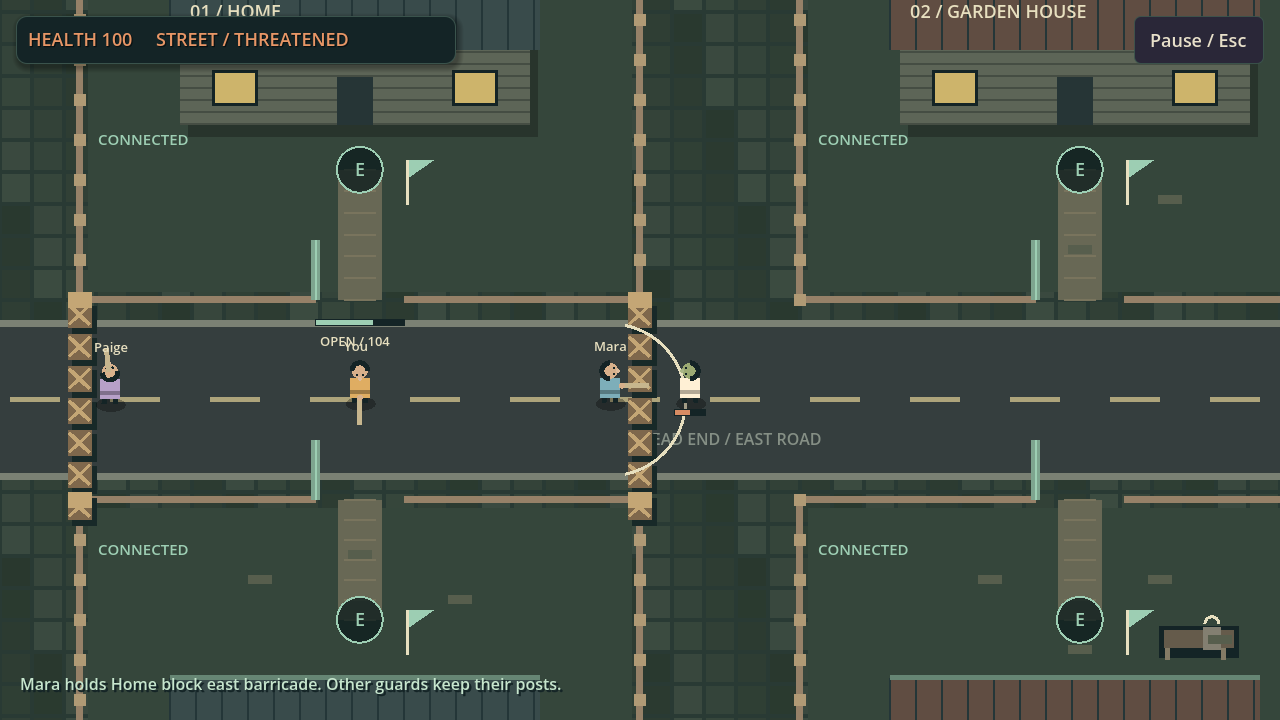 01 / HOME
02 / GARDEN HOUSE
HEALTH 100 STREET / THREATENED
Pause / Esc
CONNECTED
CONNECTED
E
E
OPEN / 104
Paige
You
Mara
EAD END / EAST ROAD
CONNECTED
CONNECTED
E
E
Mara holds Home block east barricade. Other guards keep their posts.